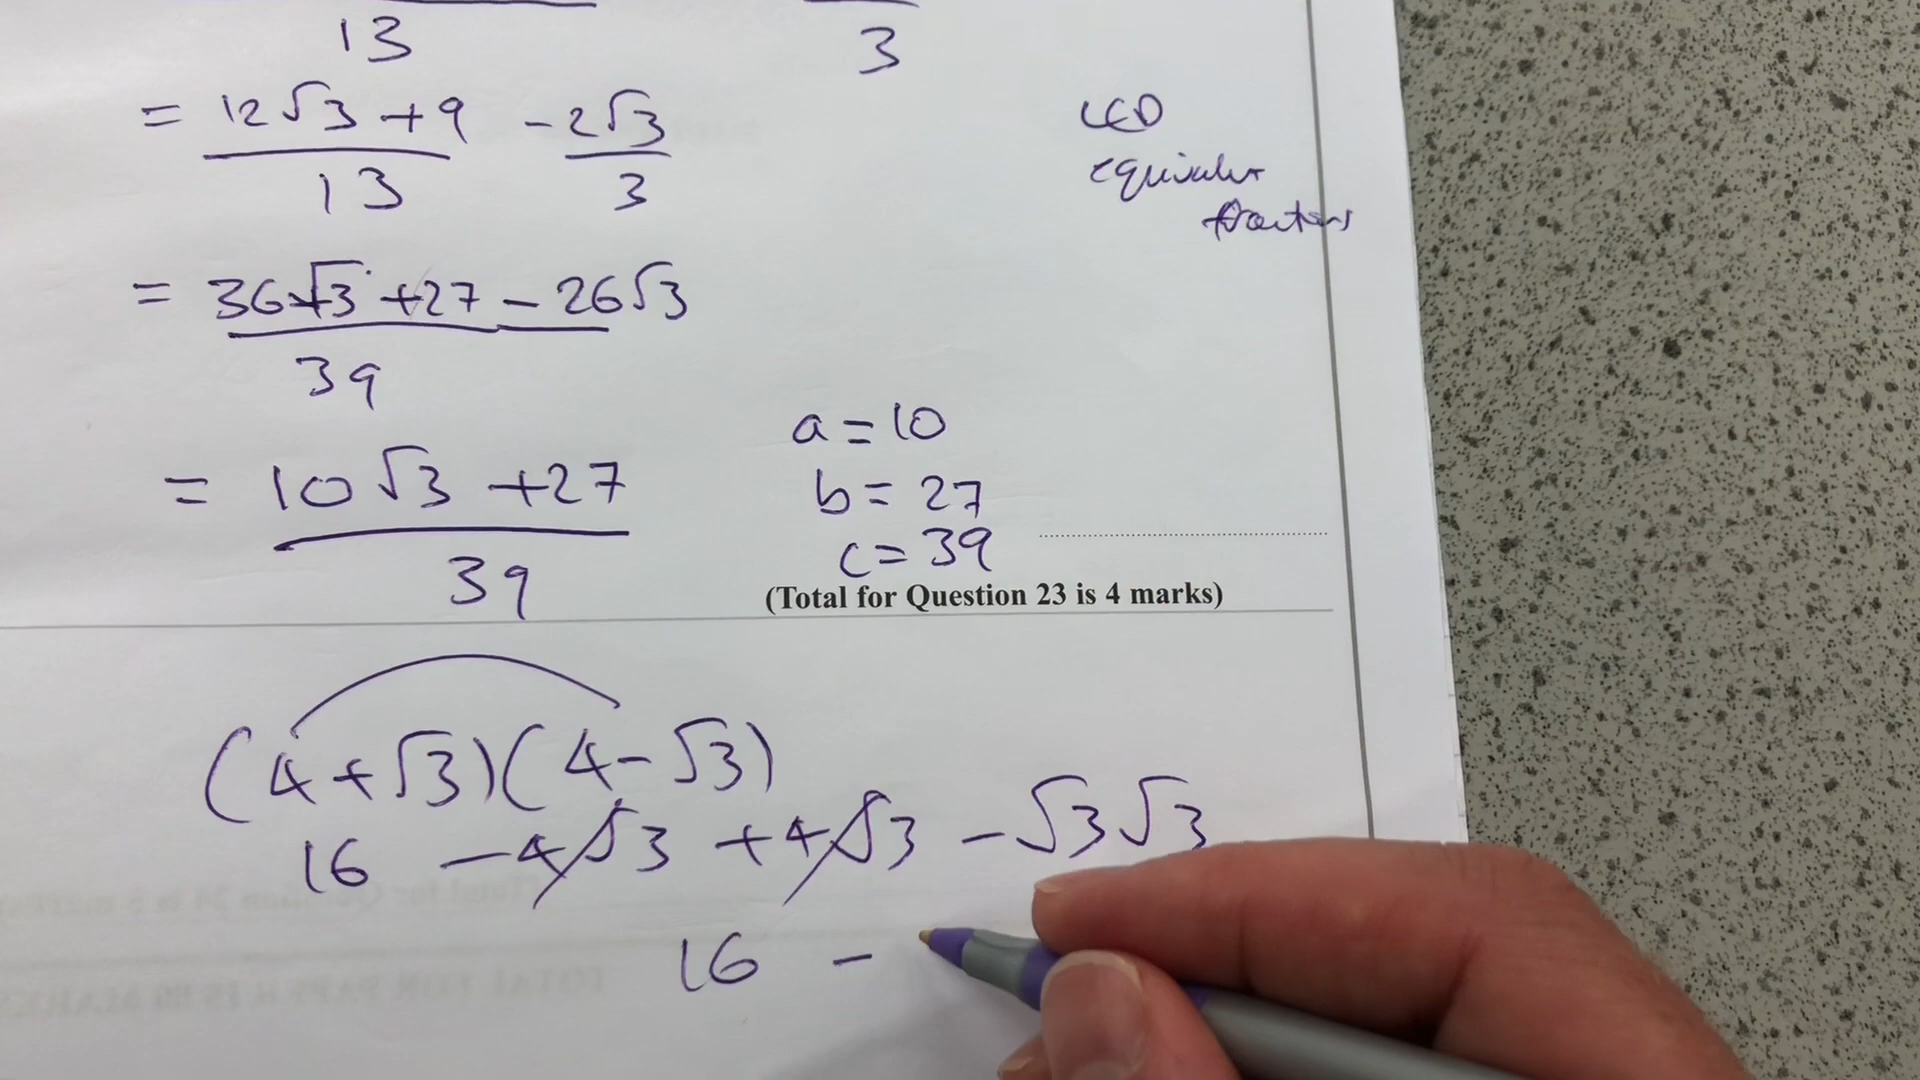 13 3
= 12√3 + 9 - 2√3
13 3
LCD
equivalent
fractions
= 36√3 + 27 - 26√3
39
= 10√3 + 27
39
a = 10
b = 27
c = 39
(Total for Question 23 is 4 marks)
(4 + √3)(4 - √3)
16 - 4√3 + 4√3 - √3√3
16 -